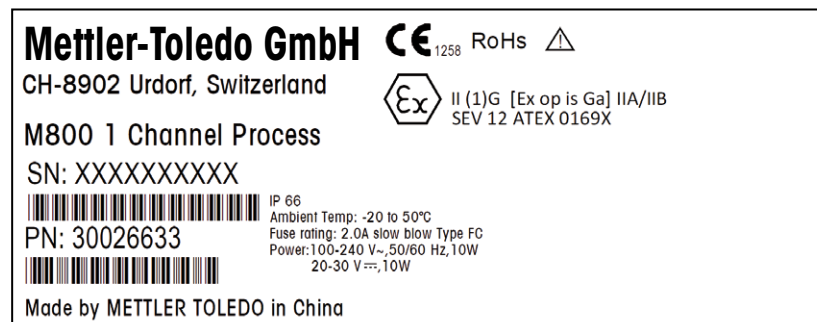 Mettler-Toledo GmbH
CE 1258 RoHs
CH-8902 Urdorf, Switzerland
Ex
II (1)G [Ex op is Ga] IIA/IIB
SEV 12 ATEX 0169X
M800 1 Channel Process
SN: XXXXXXXXXX
PN: 30026633
IP 66
Ambient Temp: -20 to 50°C
Fuse rating: 2.0A slow blow Type FC
Power:100-240 V~,50/60 Hz,10W
20-30 V⎓,10W
Made by METTLER TOLEDO in China